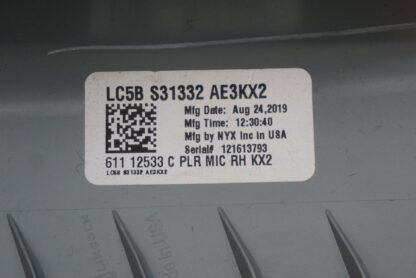 LC5B S31332 AE3KX2
Mfg Date: Aug 24,2019
Mfg Time: 12:30:40
Mfg by NYX Inc in USA
Serial# 121613793
611 12533 C PLR MIC RH KX2
LC5B S31332 AE3KX2